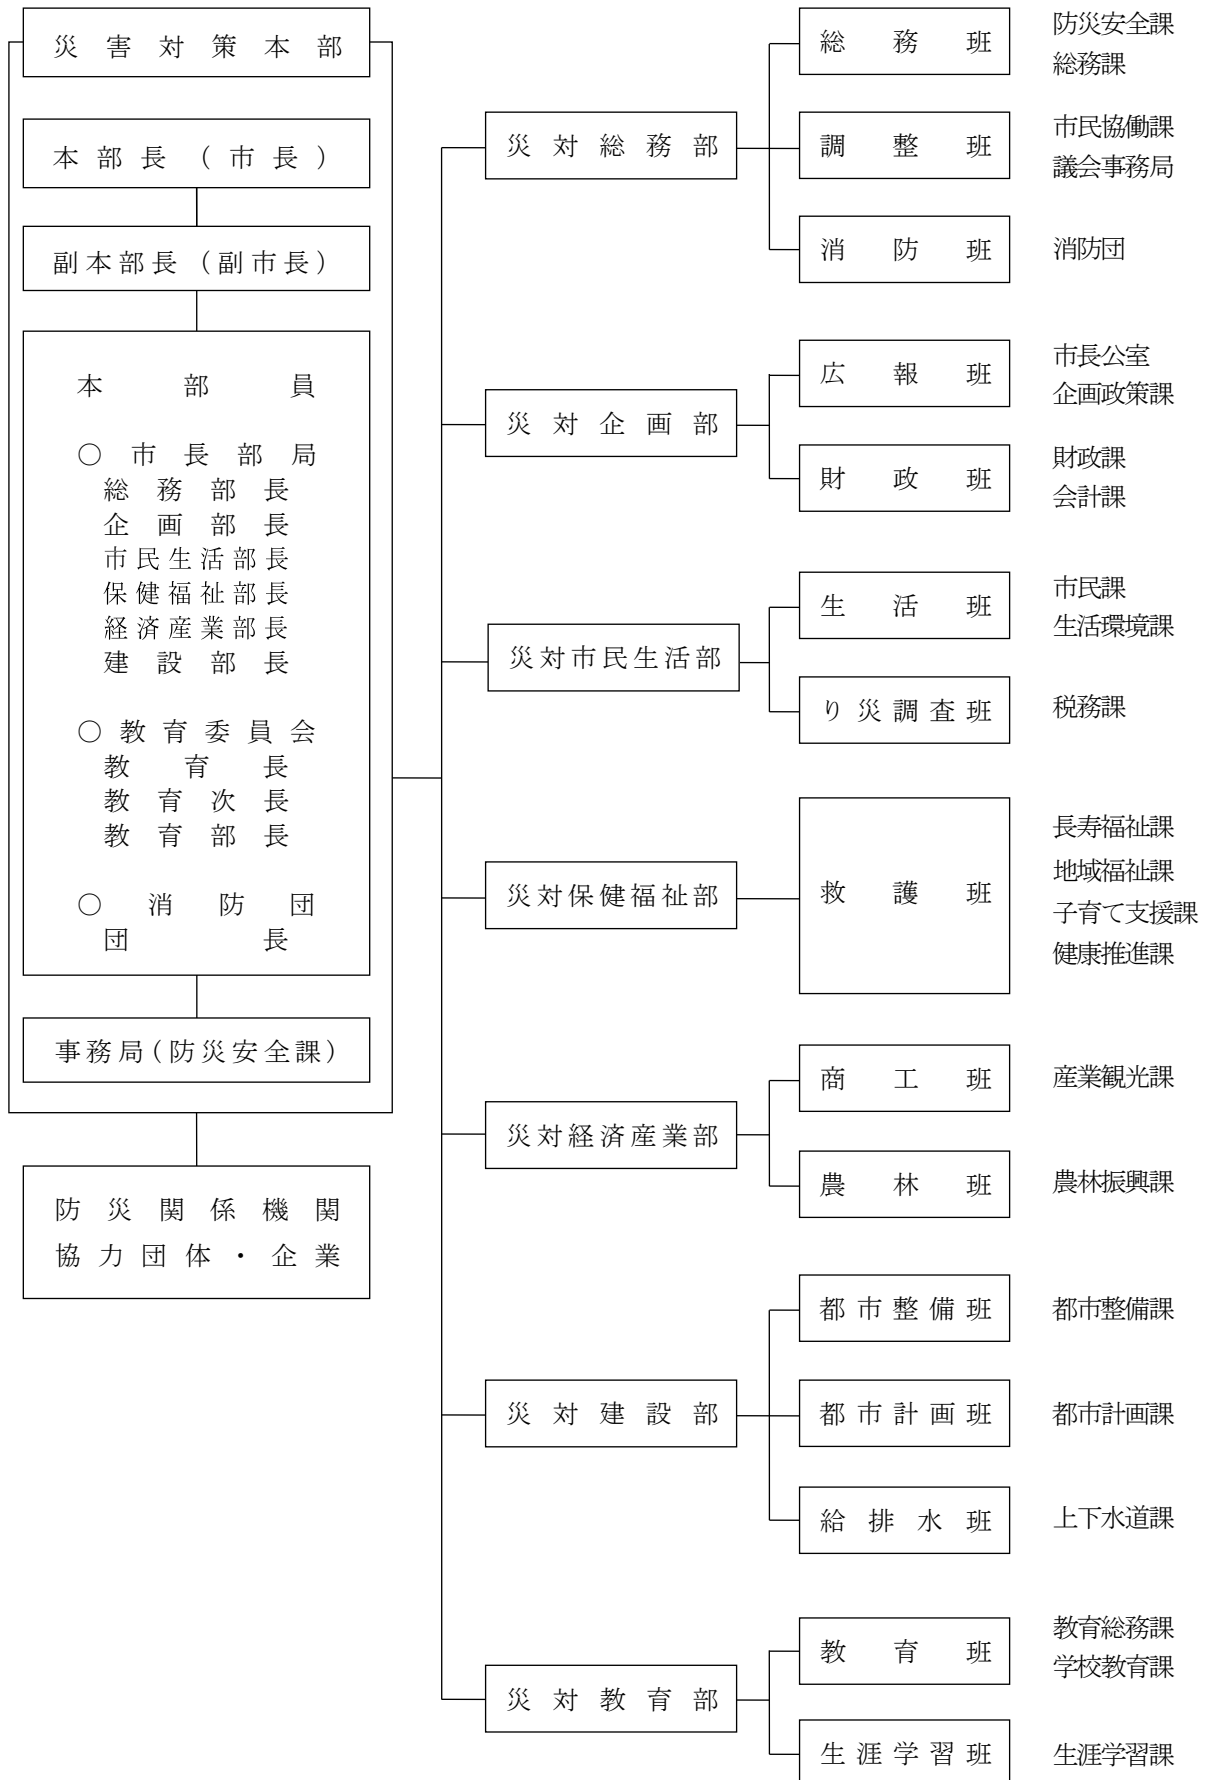 災害対策本部
本部長（市長）
副本部長（副市長）
本部員
○市長部局
総務部長
企画部長
市民生活部長
保健福祉部長
経済産業部長
建設部長
○教育委員会
教育長
教育次長
教育部長
○消防団
団長
事務局（防災安全課）
防災関係機関
協力団体・企業
災対総務部
総務班
防災安全課
総務課
調整班
市民協働課
議会事務局
消防班
消防団
災対企画部
広報班
市長公室
企画政策課
財政班
財政課
会計課
災対市民生活部
生活班
市民課
生活環境課
り災調査班
税務課
災対保健福祉部
救護班
長寿福祉課
地域福祉課
子育て支援課
健康推進課
災対経済産業部
商工班
産業観光課
農林班
農林振興課
災対建設部
都市整備班
都市整備課
都市計画班
都市計画課
給排水班
上下水道課
災対教育部
教育班
教育総務課
学校教育課
生涯学習班
生涯学習課